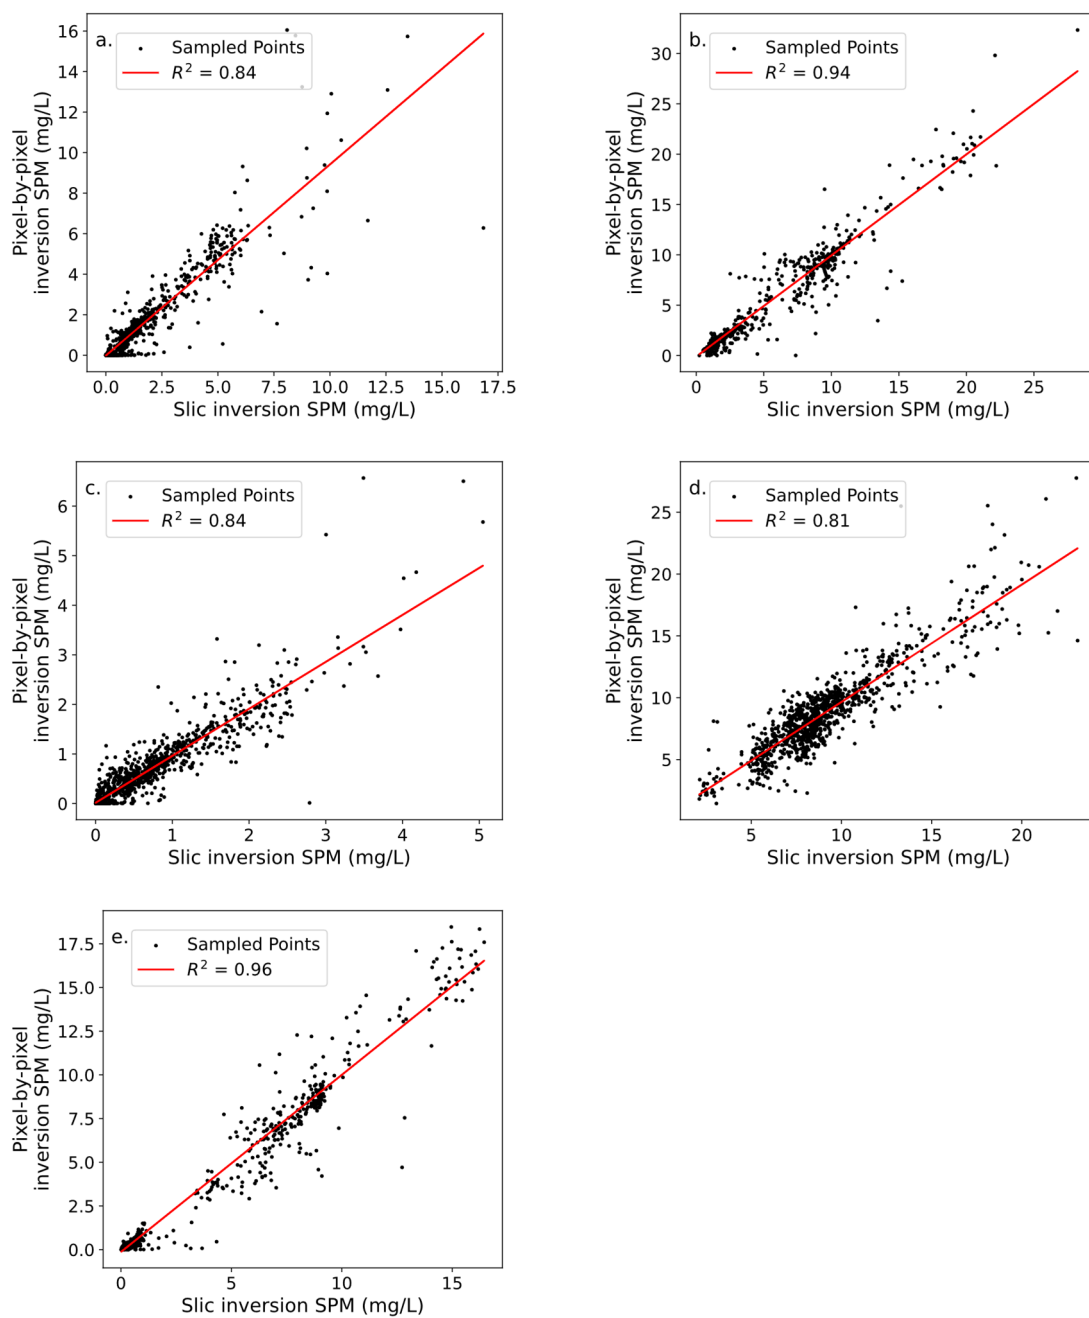 a.
Sampled Points
R² = 0.84
16
14
12
10
8
6
4
2
0
Pixel-by-pixel
inversion SPM (mg/L)
0.0 2.5 5.0 7.5 10.0 12.5 15.0 17.5
Slic inversion SPM (mg/L)
b.
Sampled Points
R² = 0.94
30
25
20
15
10
5
0
Pixel-by-pixel
inversion SPM (mg/L)
0 5 10 15 20 25
Slic inversion SPM (mg/L)
c.
Sampled Points
R² = 0.84
6
5
4
3
2
1
0
Pixel-by-pixel
inversion SPM (mg/L)
0 1 2 3 4 5
Slic inversion SPM (mg/L)
d.
Sampled Points
R² = 0.81
25
20
15
10
5
Pixel-by-pixel
inversion SPM (mg/L)
5 10 15 20
Slic inversion SPM (mg/L)
e.
Sampled Points
R² = 0.96
17.5
15.0
12.5
10.0
7.5
5.0
2.5
0.0
Pixel-by-pixel
inversion SPM (mg/L)
0 5 10 15
Slic inversion SPM (mg/L)